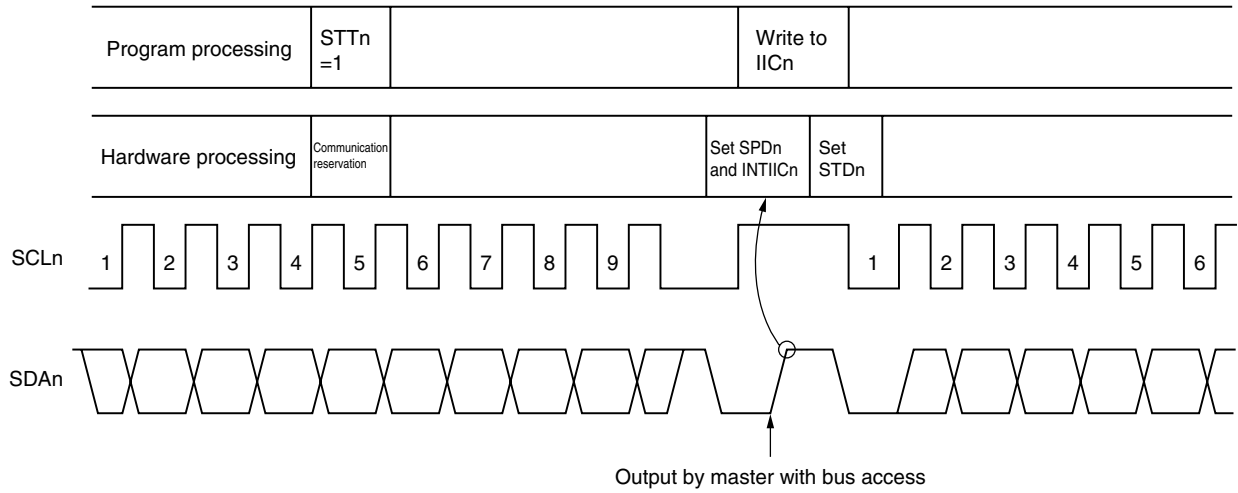 Program processing
STTn
=1
Write to
IICn
Hardware processing
Communication
reservation
Set SPDn
and INTIICn
Set
STDn
SCLn
1 2 3 4 5 6 7 8 9 1 2 3 4 5 6
SDAn
Output by master with bus access